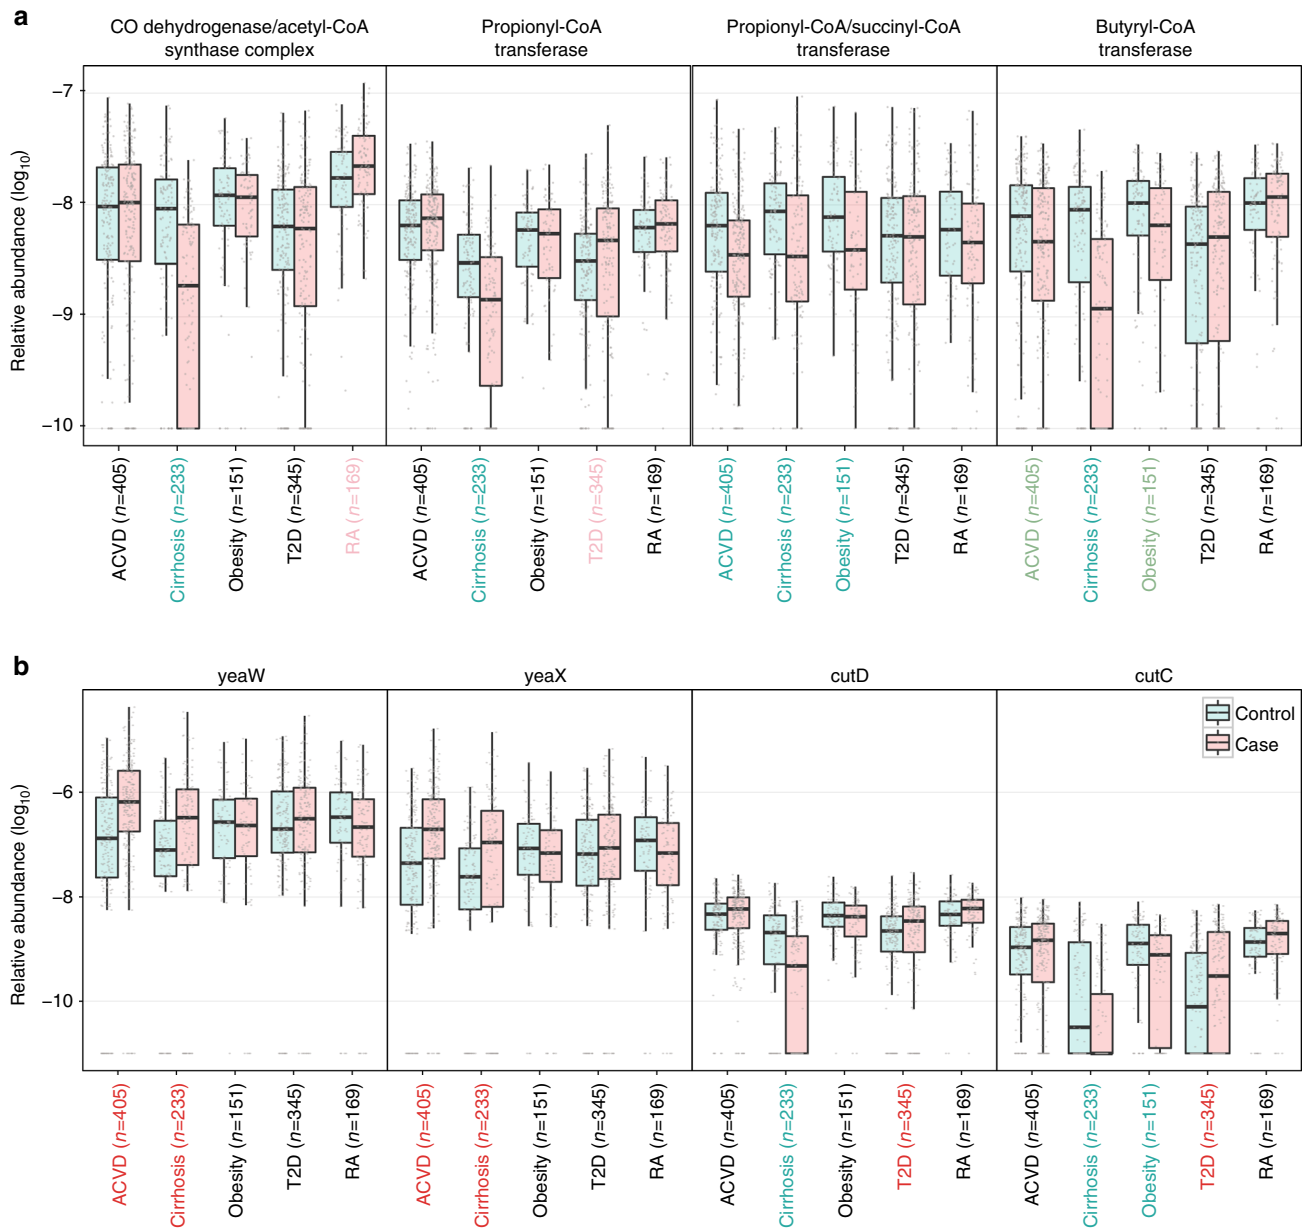 a
CO dehydrogenase/acetyl-CoA
synthase complex
Propionyl-CoA
transferase
Propionyl-CoA/succinyl-CoA
transferase
Butyryl-CoA
transferase
Relative abundance (log10)
−7
−8
−9
−10
ACVD (n=405)
Cirrhosis (n=233)
Obesity (n=151)
T2D (n=345)
RA (n=169)
ACVD (n=405)
Cirrhosis (n=233)
Obesity (n=151)
T2D (n=345)
RA (n=169)
ACVD (n=405)
Cirrhosis (n=233)
Obesity (n=151)
T2D (n=345)
RA (n=169)
ACVD (n=405)
Cirrhosis (n=233)
Obesity (n=151)
T2D (n=345)
RA (n=169)
b
yeaW
yeaX
cutD
cutC
Control
Case
Relative abundance (log10)
−6
−8
−10
ACVD (n=405)
Cirrhosis (n=233)
Obesity (n=151)
T2D (n=345)
RA (n=169)
ACVD (n=405)
Cirrhosis (n=233)
Obesity (n=151)
T2D (n=345)
RA (n=169)
ACVD (n=405)
Cirrhosis (n=233)
Obesity (n=151)
T2D (n=345)
RA (n=169)
ACVD (n=405)
Cirrhosis (n=233)
Obesity (n=151)
T2D (n=345)
RA (n=169)